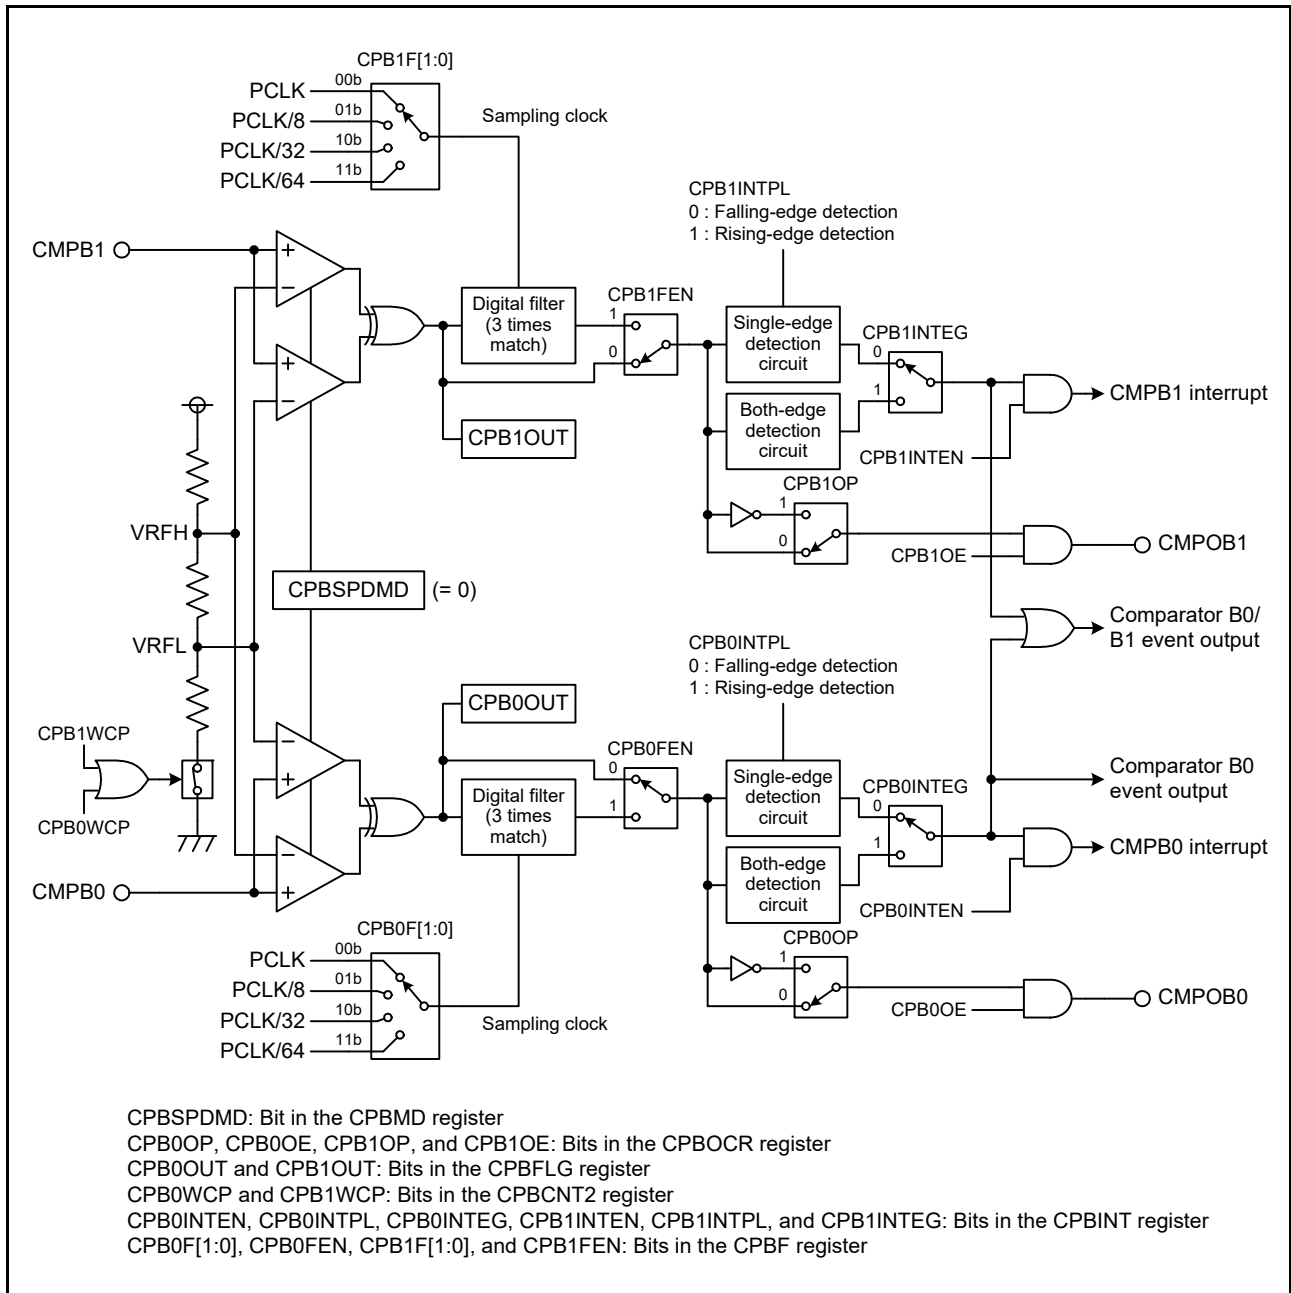 CPB1F[1:0]
PCLK 00b
PCLK/8 01b
PCLK/32 10b
PCLK/64 11b
Sampling clock
CPB1INTPL
0 : Falling-edge detection
1 : Rising-edge detection
CMPB1
+
−
+
−
Digital filter
(3 times
match)
CPB1FEN
1
0
Single-edge
detection
circuit
CPB1INTEG
0
1
Both-edge
detection
circuit
CMPB1 interrupt
CPB1INTEN
CPB1OUT
CPB1OP
1
0
CPB1OE
CMPOB1
VRFH
CPBSPDMD (= 0)
Comparator B0/
B1 event output
VRFL
CPB0INTPL
0 : Falling-edge detection
1 : Rising-edge detection
CPB0OUT
CPB1WCP
CPB0WCP
−
+
−
+
CMPB0
CPB0FEN
0
1
Digital filter
(3 times
match)
Single-edge
detection
circuit
CPB0INTEG
0
1
Comparator B0
event output
CMPB0 interrupt
Both-edge
detection
circuit
CPB0INTEN
CPB0F[1:0]
PCLK 00b
PCLK/8 01b
PCLK/32 10b
PCLK/64 11b
Sampling clock
CPB0OP
1
0
CPB0OE
CMPOB0
CPBSPDMD: Bit in the CPBMD register
CPB0OP, CPB0OE, CPB1OP, and CPB1OE: Bits in the CPBOCR register
CPB0OUT and CPB1OUT: Bits in the CPBFLG register
CPB0WCP and CPB1WCP: Bits in the CPBCNT2 register
CPB0INTEN, CPB0INTPL, CPB0INTEG, CPB1INTEN, CPB1INTPL, and CPB1INTEG: Bits in the CPBINT register
CPB0F[1:0], CPB0FEN, CPB1F[1:0], and CPB1FEN: Bits in the CPBF register